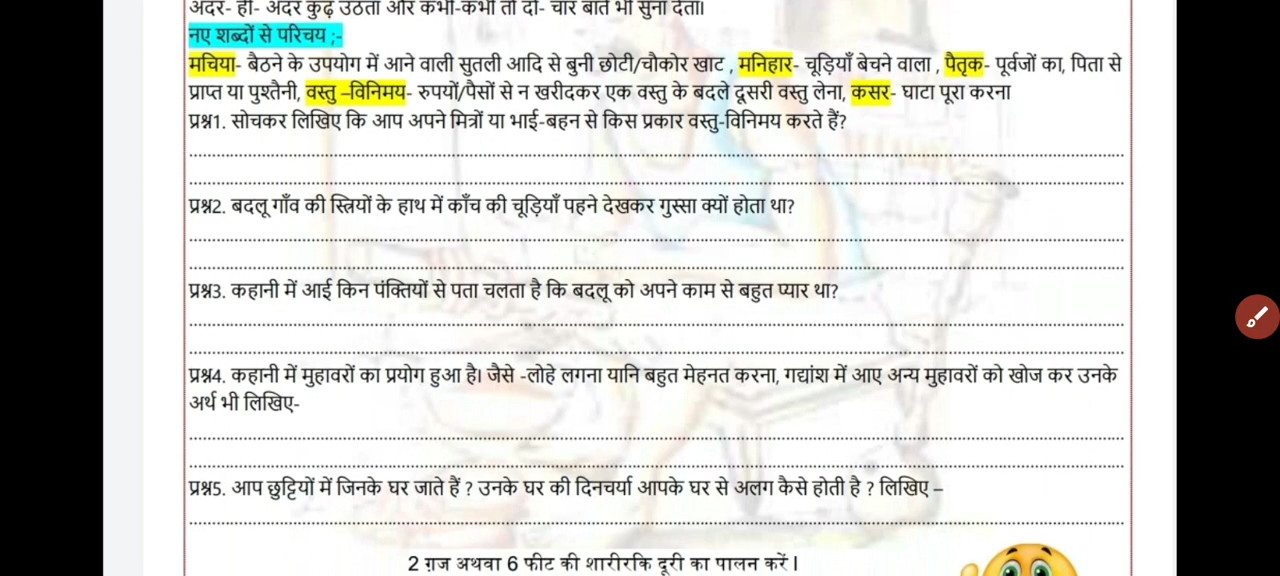 अंदर- ही- अंदर कुढ़ उठता और कभी-कभी तो दो- चार बातें भी सुना देता।
नए शब्दों से परिचय ;-
मचिया- बैठने के उपयोग में आने वाली सुतली आदि से बुनी छोटी/चौकोर खाट , मनिहार- चूड़ियाँ बेचने वाला , पैतृक- पूर्वजों का, पिता से
प्राप्त या पुश्तैनी, वस्तु –विनिमय- रुपयों/पैसों से न खरीदकर एक वस्तु के बदले दूसरी वस्तु लेना, कसर- घाटा पूरा करना
प्रश्न1. सोचकर लिखिए कि आप अपने मित्रों या भाई-बहन से किस प्रकार वस्तु-विनिमय करते हैं?
प्रश्न2. बदलू गाँव की स्त्रियों के हाथ में काँच की चूड़ियाँ पहने देखकर गुस्सा क्यों होता था?
प्रश्न3. कहानी में आई किन पंक्तियों से पता चलता है कि बदलू को अपने काम से बहुत प्यार था?
प्रश्न4. कहानी में मुहावरों का प्रयोग हुआ है। जैसे -लोहे लगना यानि बहुत मेहनत करना, गद्यांश में आए अन्य मुहावरों को खोज कर उनके
अर्थ भी लिखिए-
प्रश्न5. आप छुट्टियों में जिनके घर जाते हैं ? उनके घर की दिनचर्या आपके घर से अलग कैसे होती है ? लिखिए –
2 ग़ज अथवा 6 फीट की शारीरकि दूरी का पालन करें l